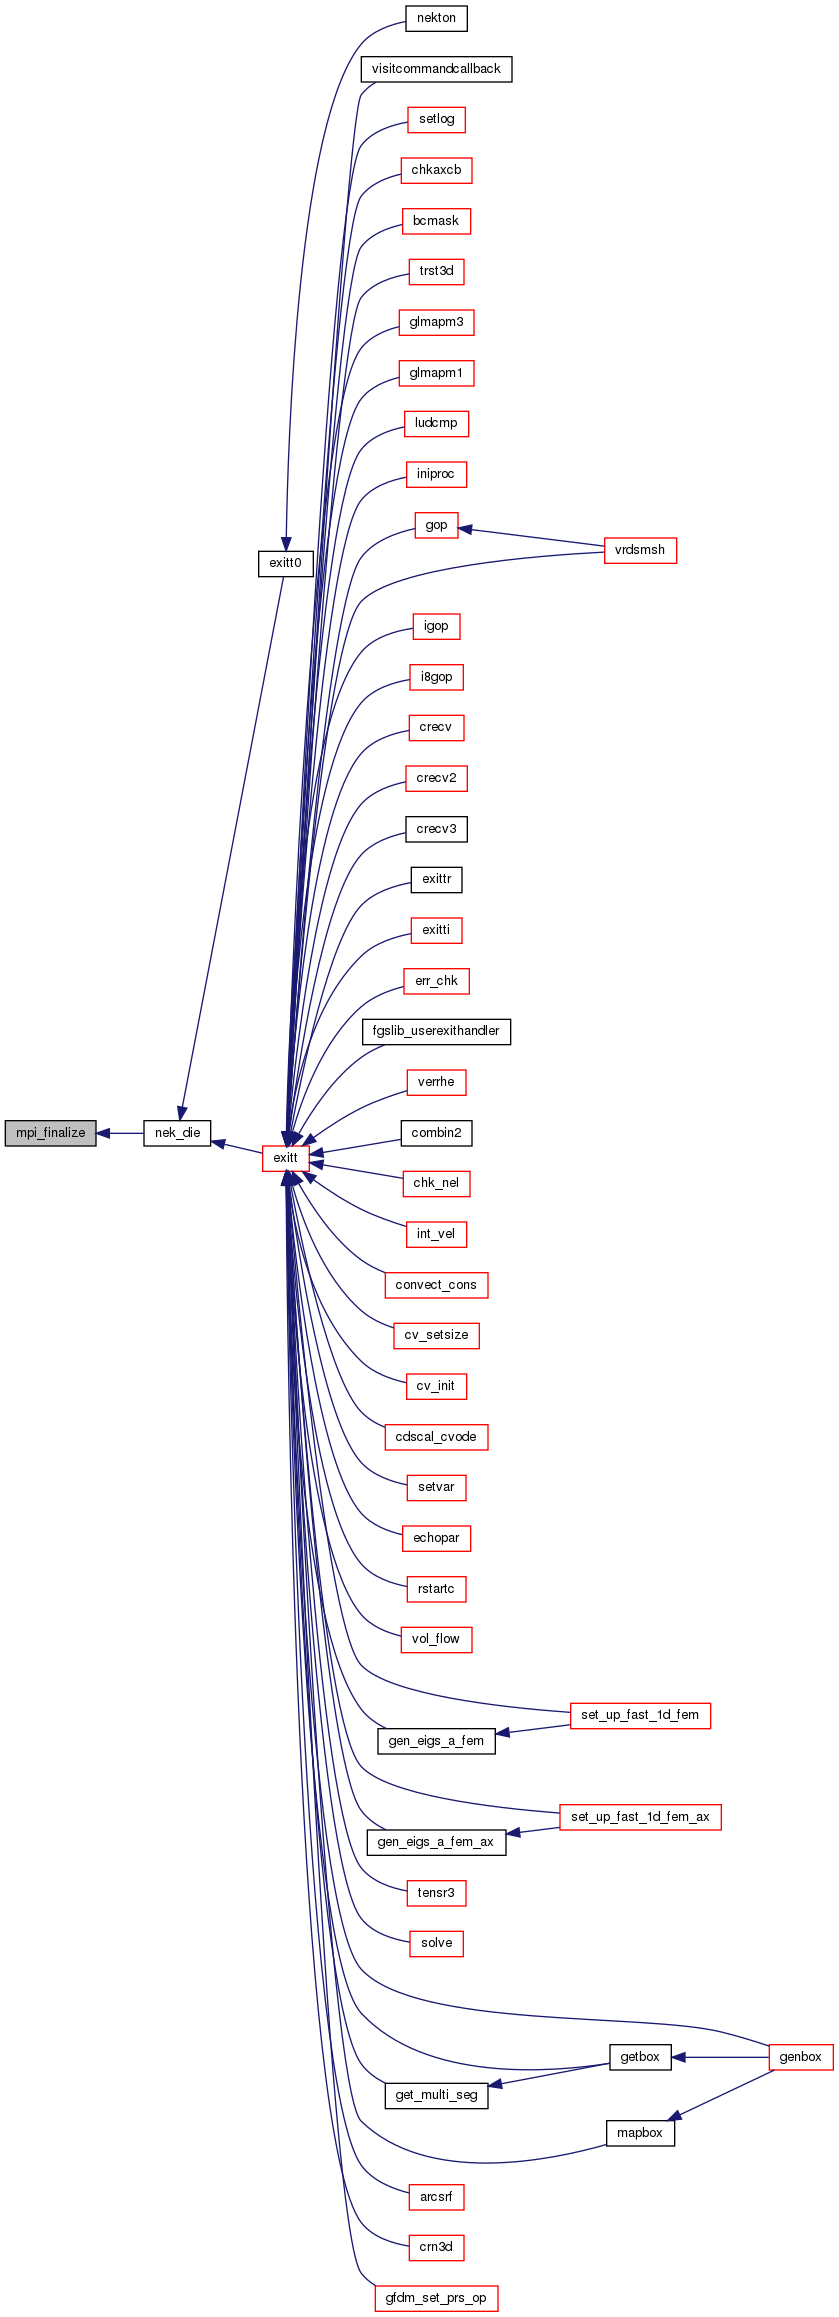 nekton
visitcommandcallback
setlog
chkaxcb
bcmask
trst3d
glmapm3
glmapm1
ludcmp
iniproc
gop
vrdsmsh
exitt0
igop
i8gop
crecv
crecv2
crecv3
exittr
exitti
err_chk
fgslib_userexithandler
verrhe
mpi_finalize
nek_die
combin2
exitt
chk_nel
int_vel
convect_cons
cv_setsize
cv_init
cdscal_cvode
setvar
echopar
rstartc
vol_flow
set_up_fast_1d_fem
gen_eigs_a_fem
set_up_fast_1d_fem_ax
gen_eigs_a_fem_ax
tensr3
solve
getbox
genbox
get_multi_seg
mapbox
arcsrf
crn3d
gfdm_set_prs_op